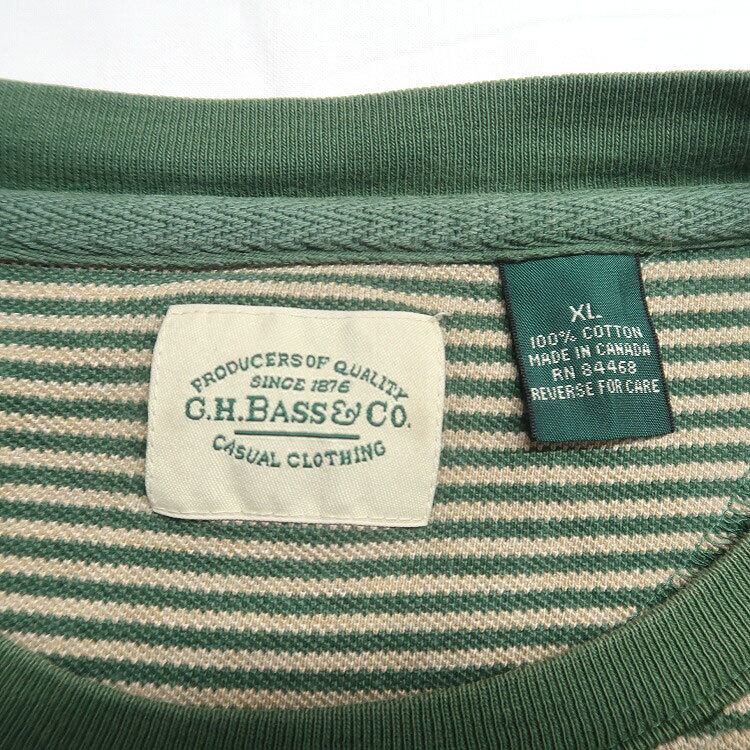 PRODUCERS OF QUALITY
SINCE 1876
G.H. BASS & CO.
CASUAL CLOTHING
XL
100% COTTON
MADE IN CANADA
RN 84468
REVERSE FOR CARE